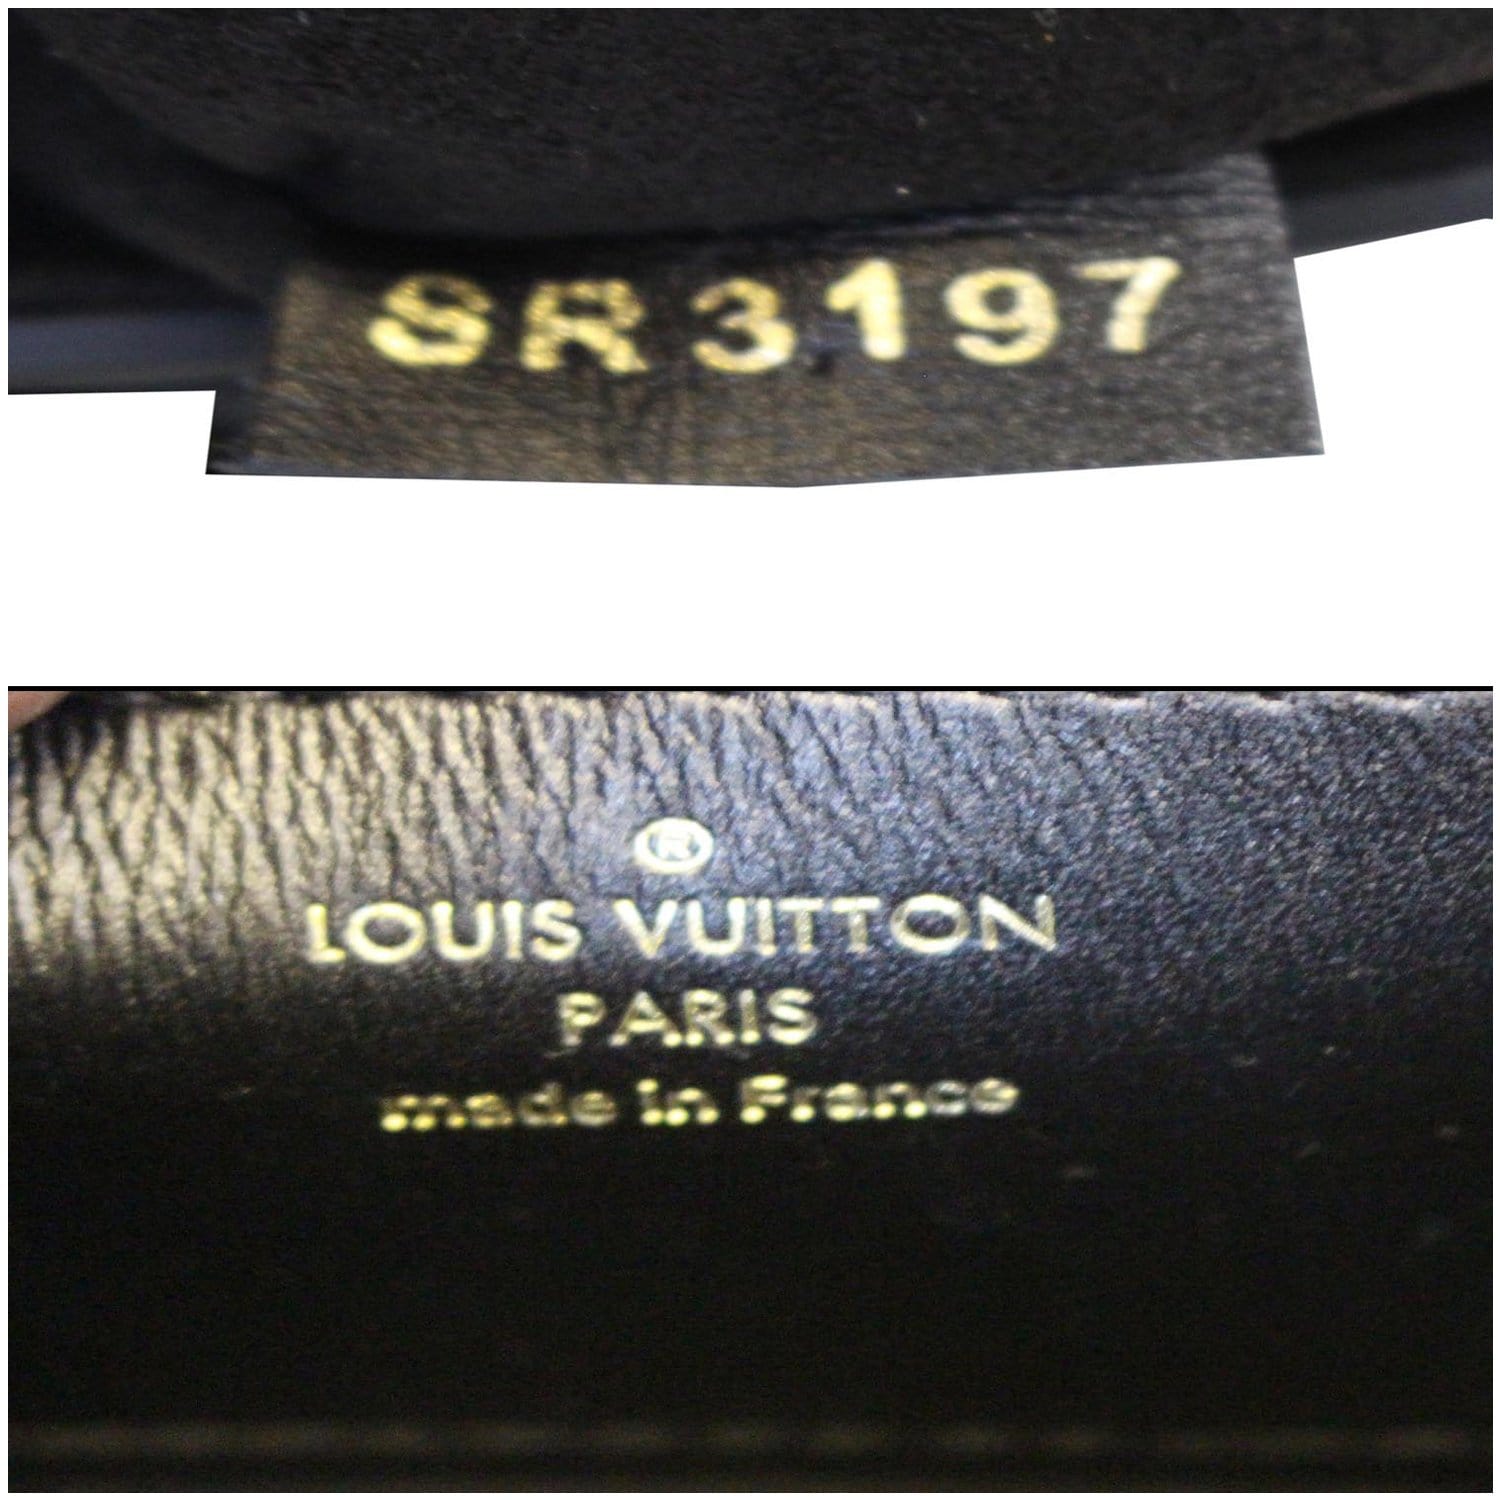 SR3197
®
LOUIS VUITTON
PARIS
made in France